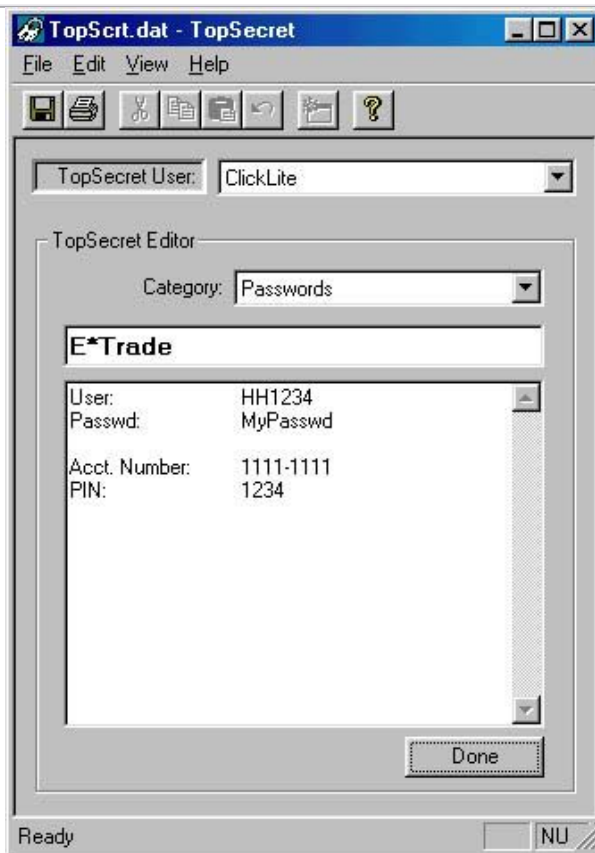 TopScrt.dat - TopSecret
File Edit View Help
TopSecret User: ClickLite
TopSecret Editor
Category: Passwords
E*Trade
User: HH1234
Passwd: MyPasswd
Acct. Number: 1111-1111
PIN: 1234
Done
Ready NU